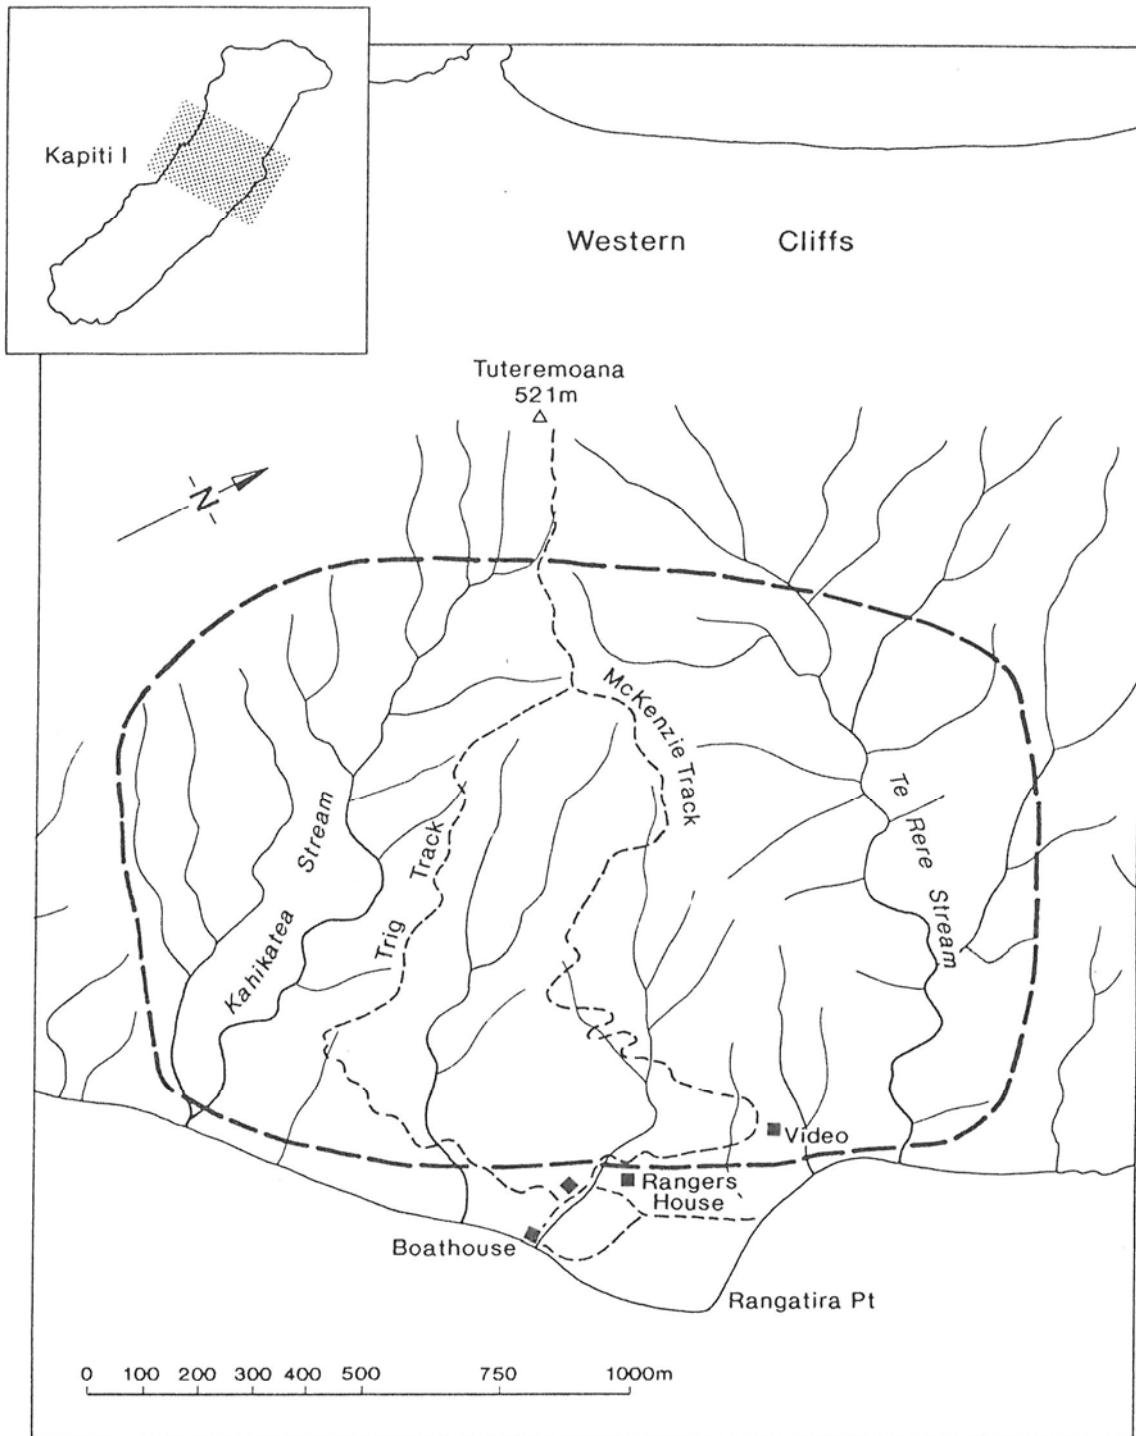 Kapiti I
Western Cliffs
Tuteremoana
521m
N
McKenzie Track
Te Rere Stream
Kahikatea Stream
Trig Track
Video
Rangers
House
Boathouse
Rangatira Pt
0 100 200 300 400 500 750 1000m